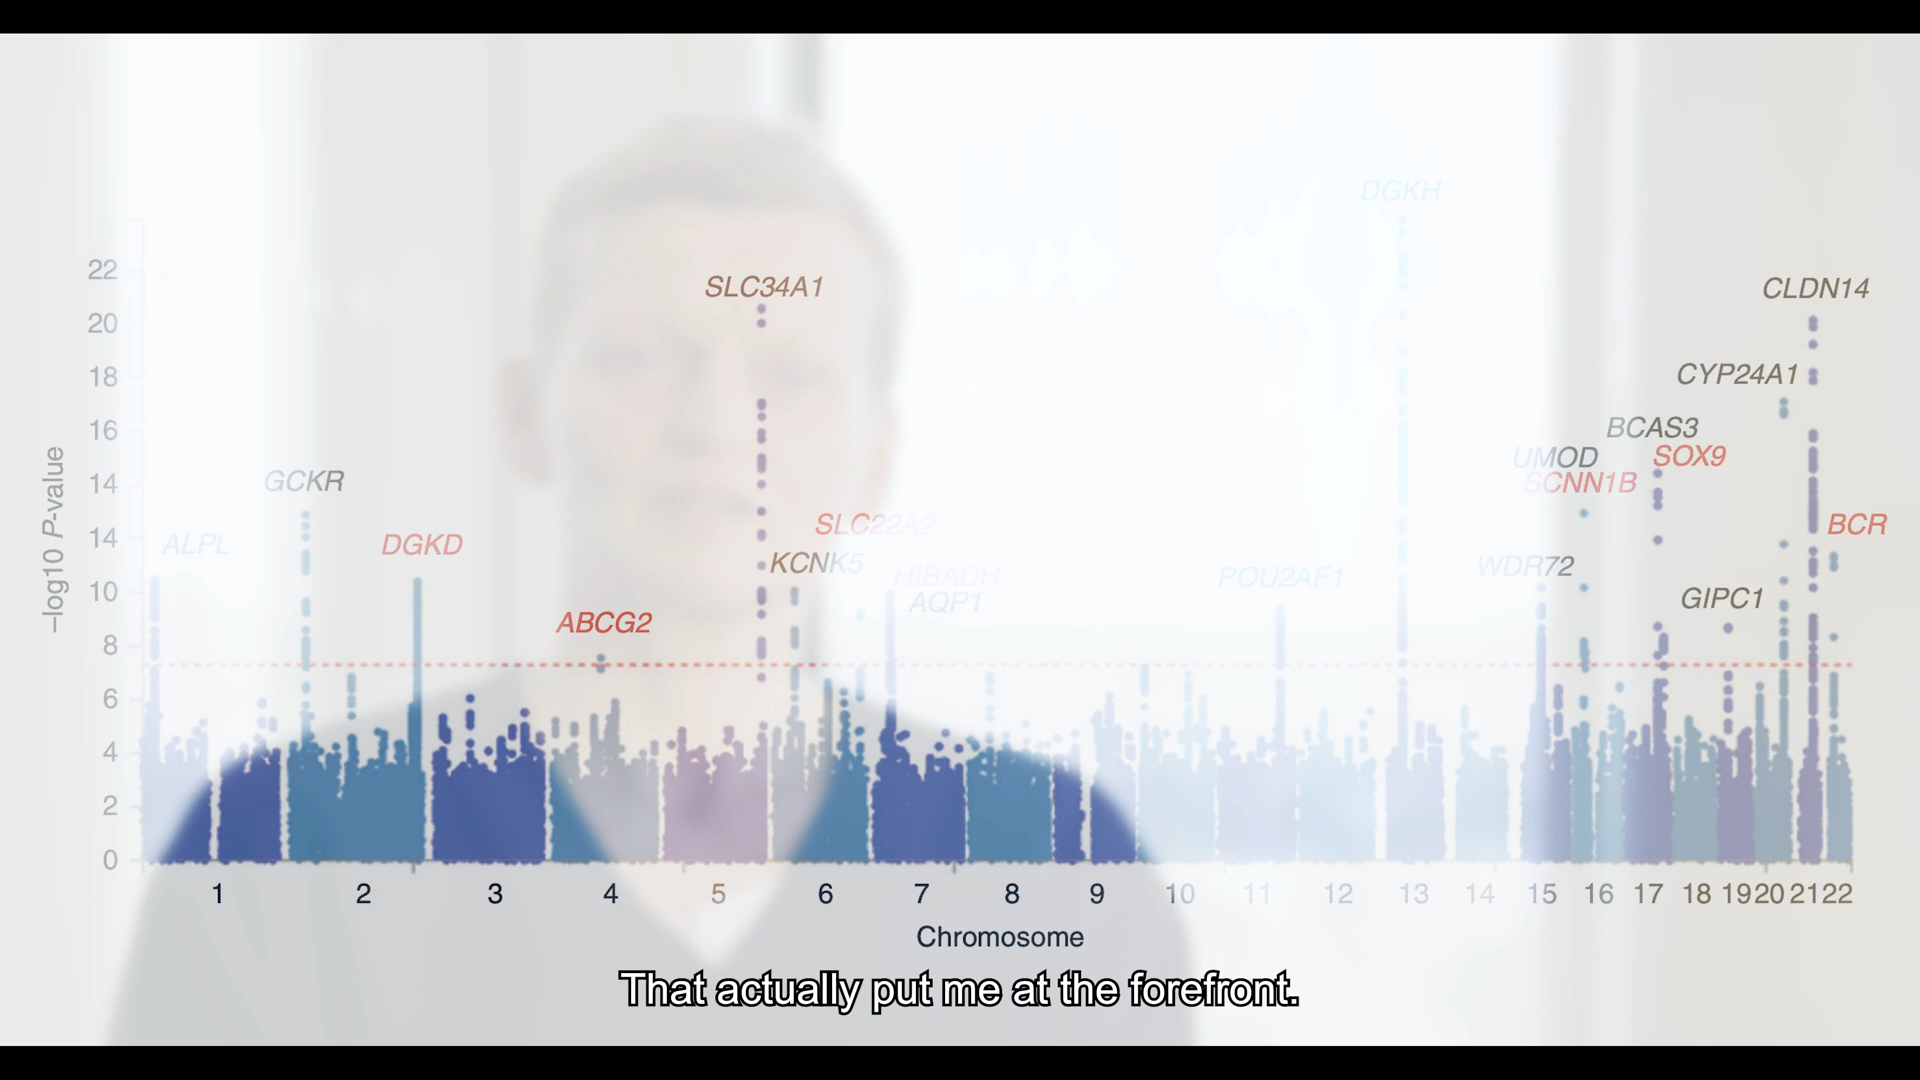 DGKH
22
SLC34A1
CLDN14
20
18
CYP24A1
16
BCAS3
UMOD
SOX9
14
GCKR
SCNN1B
14
ALPL
DGKD
SLC22A2
BCR
KCNK5
WDR72
10
HIBADH
POU2AF1
AQP1
GIPC1
ABCG2
8
6
4
2
0
–log10 P-value
1 2 3 4 5 6 7 8 9 10 11 12 13 14 15 16 17 18 19 20 21 22
Chromosome
That actually put me at the forefront.